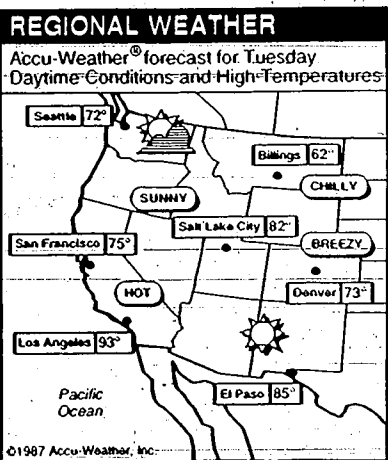 REGIONAL WEATHER
Accu-Weather® forecast for Tuesday
Daytime Conditions and High Temperatures
Seattle 72°
Billings 62°
CHILLY
SUNNY
Salt Lake City 82°
San Francisco 75°
BREEZY
HOT
Denver 73°
Los Angeles 93°
El Paso 85°
Pacific
Ocean
©1987 Accu-Weather, Inc.